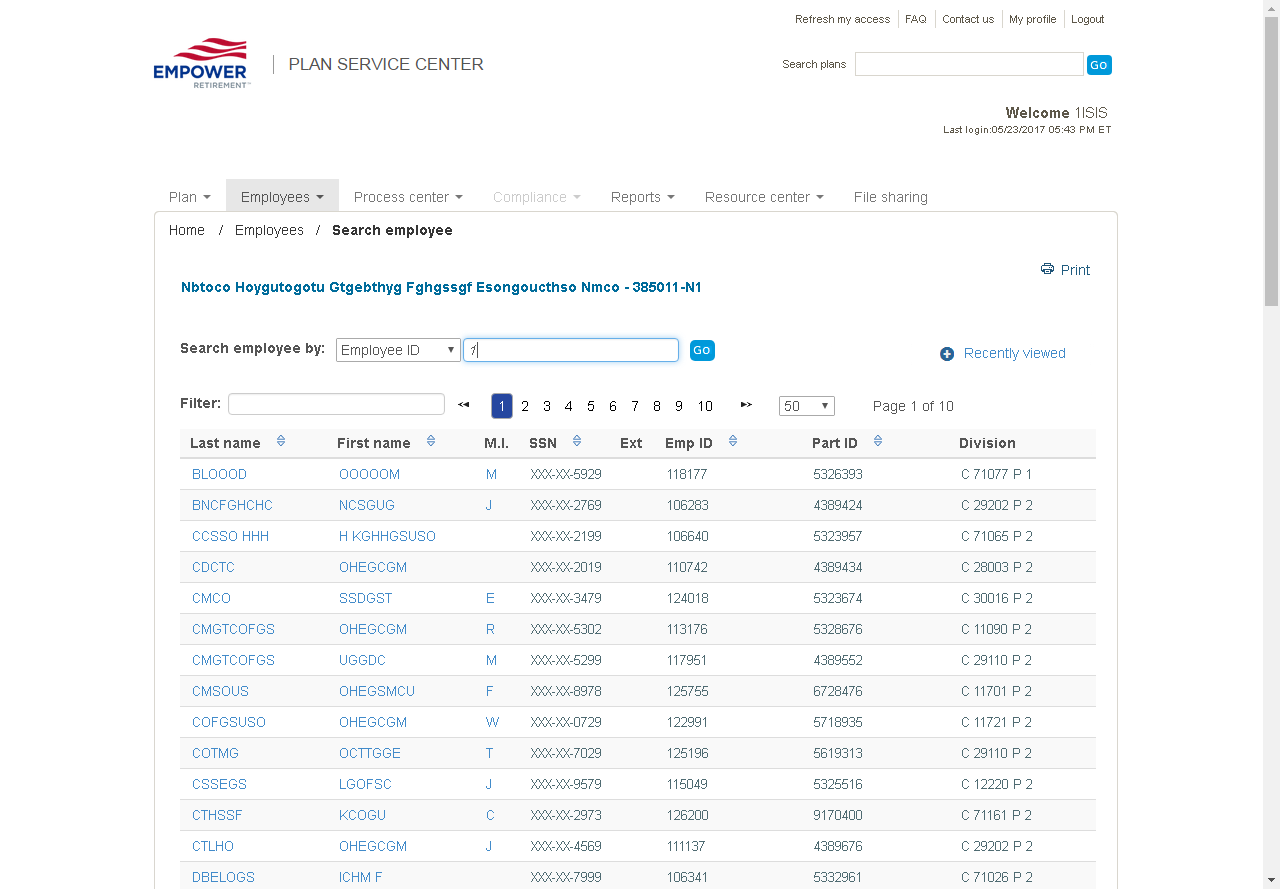 Refresh my access FAQ Contact us My profile Logout
EMPOWER
RETIREMENT™
PLAN SERVICE CENTER
Search plans Go
Welcome 1ISIS
Last login:05/23/2017 05:43 PM ET
Plan Employees Process center Compliance Reports Resource center File sharing
Home / Employees / Search employee
Print
Nbtoco Hoygutogotu Gtgebthyg Fghgssgf Esongoucthso Nmco - 385011-N1
Search employee by: Employee ID 1 Go
Recently viewed
Filter: 1 2 3 4 5 6 7 8 9 10 50 Page 1 of 10
Last name First name M.I. SSN Ext Emp ID Part ID Division
BLOOOD OOOOOM M XXX-XX-5929 118177 5326393 C 71077 P 1
BNCFGHCHC NCSGUG J XXX-XX-2769 106283 4389424 C 29202 P 2
CCSSO HHH H KGHHGSUSO XXX-XX-2199 106640 5323957 C 71065 P 2
CDCTC OHEGCGM XXX-XX-2019 110742 4389434 C 28003 P 2
CMCO SSDGST E XXX-XX-3479 124018 5323674 C 30016 P 2
CMGTCOFGS OHEGCGM R XXX-XX-5302 113176 5328676 C 11090 P 2
CMGTCOFGS UGGDC M XXX-XX-5299 117951 4389552 C 29110 P 2
CMSOUS OHEGSMCU F XXX-XX-8978 125755 6728476 C 11701 P 2
COFGSUSO OHEGCGM W XXX-XX-0729 122991 5718935 C 11721 P 2
COTMG OCTTGGE T XXX-XX-7029 125196 5619313 C 29110 P 2
CSSEGS LGOFSC J XXX-XX-9579 115049 5325516 C 12220 P 2
CTHSSF KCOGU C XXX-XX-2973 126200 9170400 C 71161 P 2
CTLHO OHEGCGM J XXX-XX-4569 111137 4389676 C 29202 P 2
DBELOGS ICHM F XXX-XX-7999 106341 5332961 C 71026 P 2